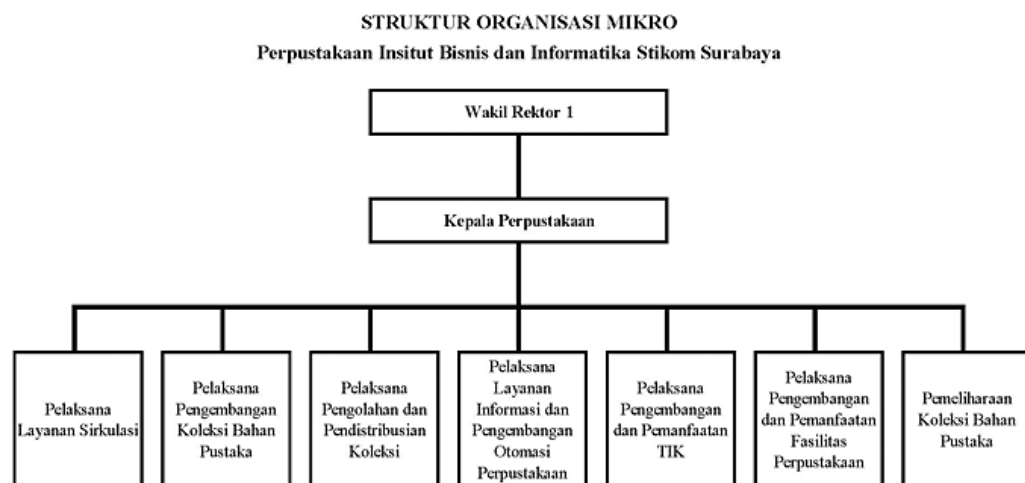 STRUKTUR ORGANISASI MIKRO
Perpustakaan Insitut Bisnis dan Informatika Stikom Surabaya
Wakil Rektor 1
Kepala Perpustakaan
Pelaksana
Layanan Sirkulasi
Pelaksana
Pengembangan
Koleksi Bahan
Pustaka
Pelaksana
Pengolahan dan
Pendistribusian
Koleksi
Pelaksana
Layanan
Informasi dan
Pengembangan
Otomasi
Perpustakaan
Pelaksana
Pengembangan
dan Pemanfaatan
TIK
Pelaksana
Pengembangan
dan Pemanfaatan
Fasilitas
Perpustakaan
Pemeliharaan
Koleksi Bahan
Pustaka